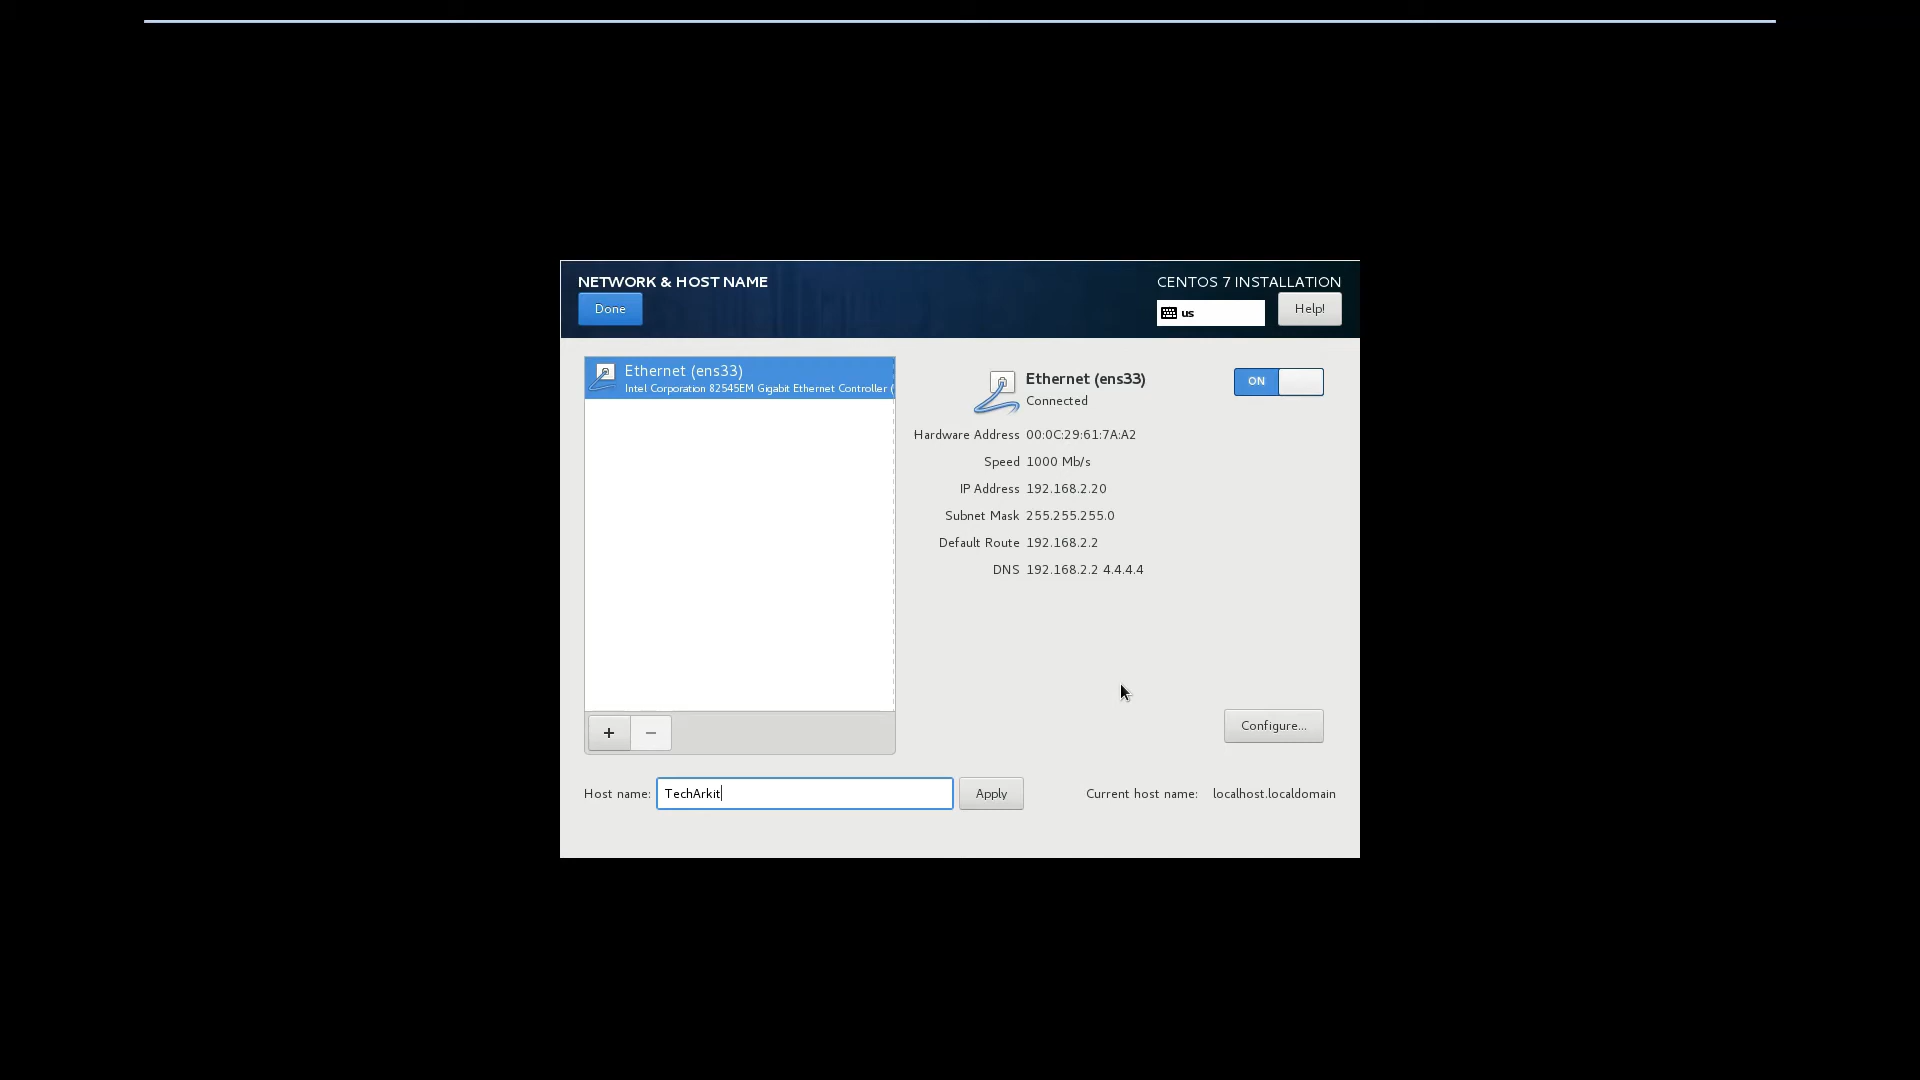 NETWORK & HOST NAME
CENTOS 7 INSTALLATION
Done
us
Help!
Ethernet (ens33)
Intel Corporation 82545EM Gigabit Ethernet Controller (
Ethernet (ens33)
Connected
ON
Hardware Address 00:0C:29:61:7A:A2
Speed 1000 Mb/s
IP Address 192.168.2.20
Subnet Mask 255.255.255.0
Default Route 192.168.2.2
DNS 192.168.2.2 4.4.4.4
+ −
Configure...
Host name: TechArkit Apply Current host name: localhost.localdomain